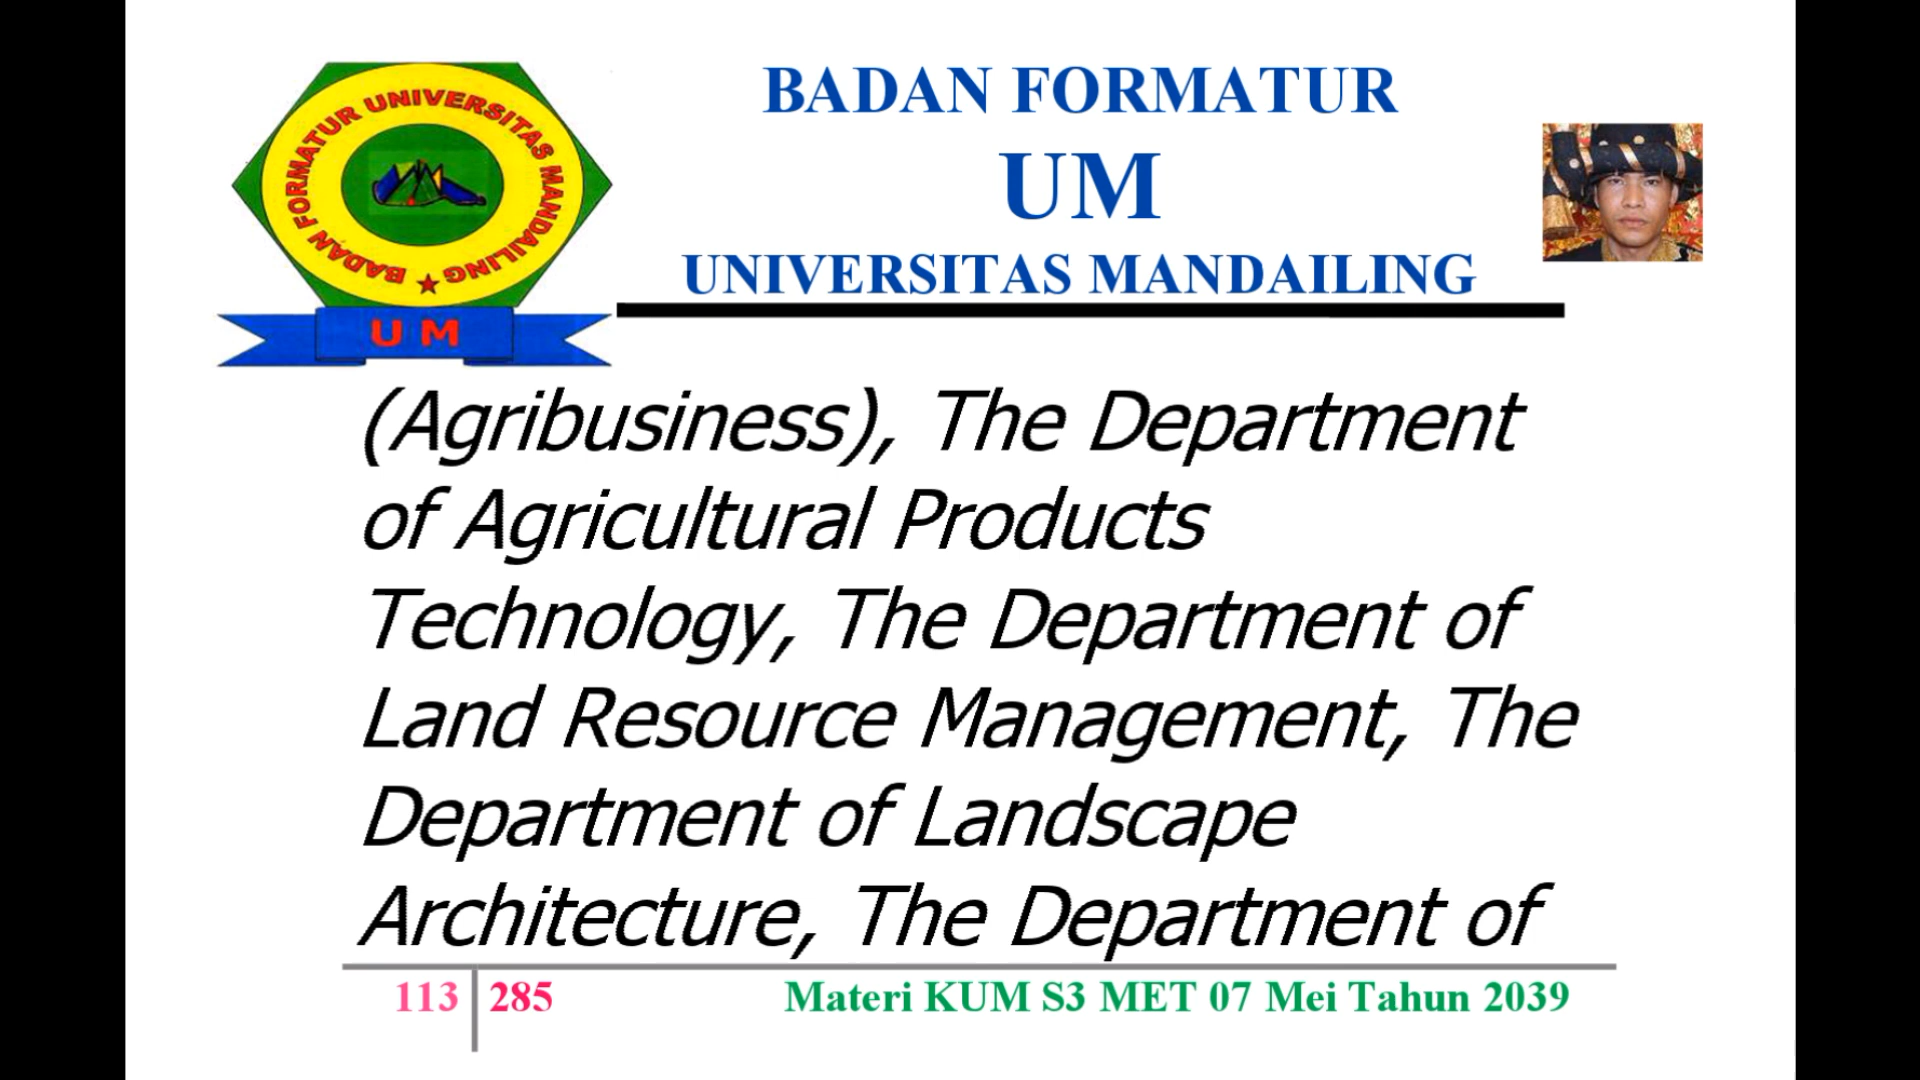 BADAN FORMATUR UNIVERSITAS MANDAILING
U M
BADAN FORMATUR
UM
UNIVERSITAS MANDAILING
(Agribusiness), The Department
of Agricultural Products
Technology, The Department of
Land Resource Management, The
Department of Landscape
Architecture, The Department of
113 285 Materi KUM S3 MET 07 Mei Tahun 2039